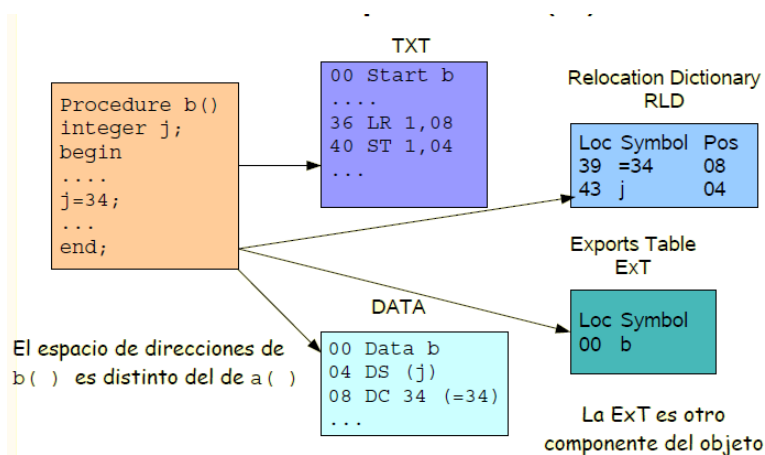 Procedure b()
integer j;
begin
....
j=34;
...
end;
TXT
00 Start b
....
36 LR 1,08
40 ST 1,04
...
Relocation Dictionary
RLD
Loc Symbol Pos
39 =34 08
43 j 04
Exports Table
ExT
Loc Symbol
00 b
DATA
00 Data b
04 DS (j)
08 DC 34 (=34)
...
El espacio de direcciones de
b( ) es distinto del de a( )
La ExT es otro
componente del objeto